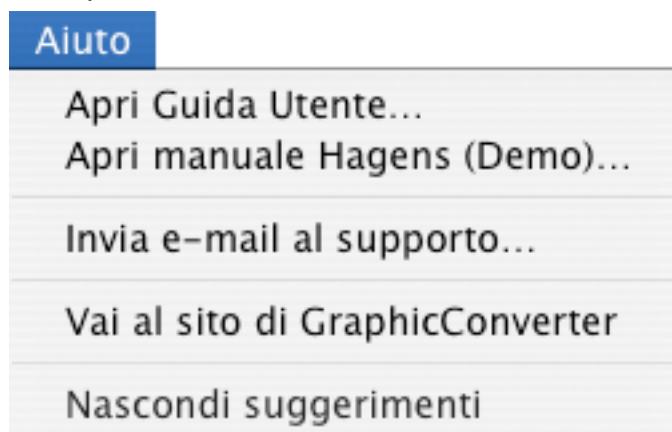 Aiuto
Apri Guida Utente...
Apri manuale Hagens (Demo)...
Invia e-mail al supporto...
Vai al sito di GraphicConverter
Nascondi suggerimenti